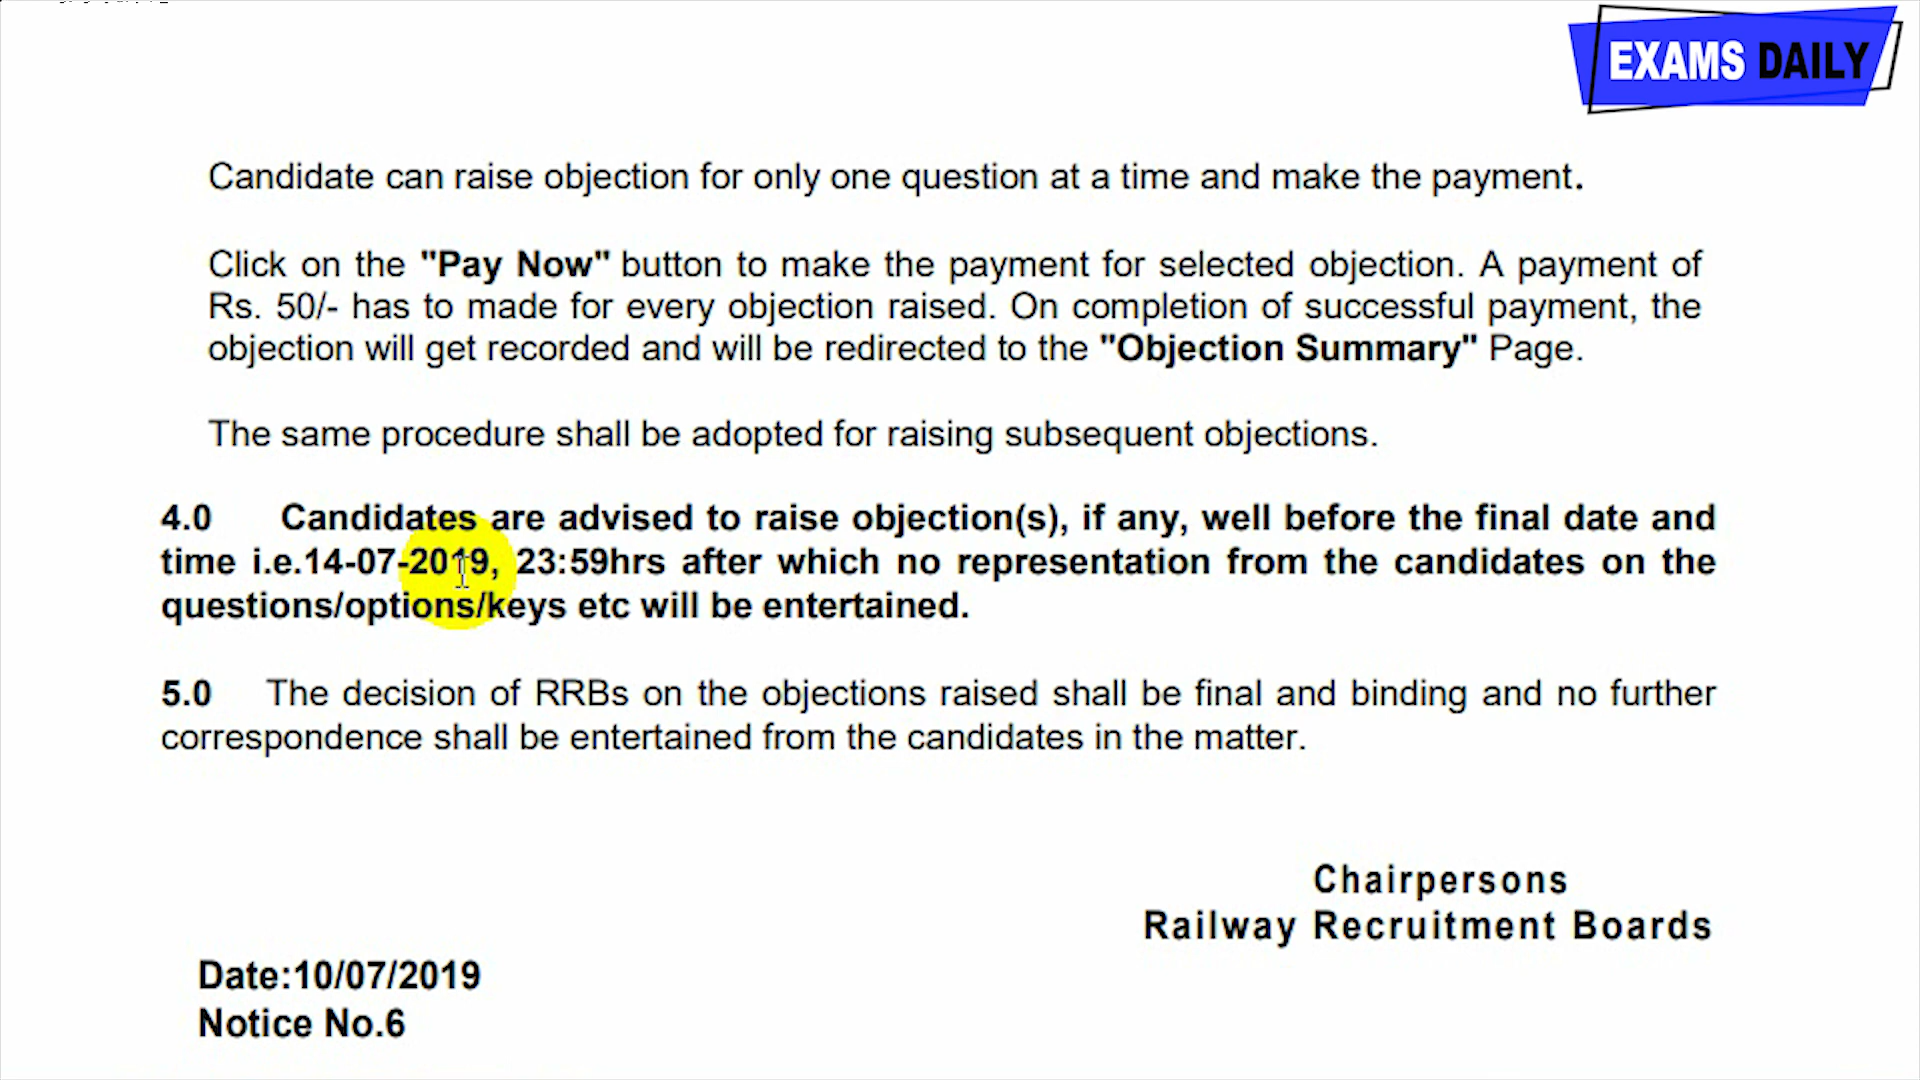 EXAMS DAILY
Candidate can raise objection for only one question at a time and make the payment.
Click on the "Pay Now" button to make the payment for selected objection. A payment of
Rs. 50/- has to made for every objection raised. On completion of successful payment, the
objection will get recorded and will be redirected to the "Objection Summary" Page.
The same procedure shall be adopted for raising subsequent objections.
4.0 Candidates are advised to raise objection(s), if any, well before the final date and
time i.e.14-07-2019, 23:59hrs after which no representation from the candidates on the
questions/options/keys etc will be entertained.
5.0 The decision of RRBs on the objections raised shall be final and binding and no further
correspondence shall be entertained from the candidates in the matter.
Chairpersons
Railway Recruitment Boards
Date:10/07/2019
Notice No.6